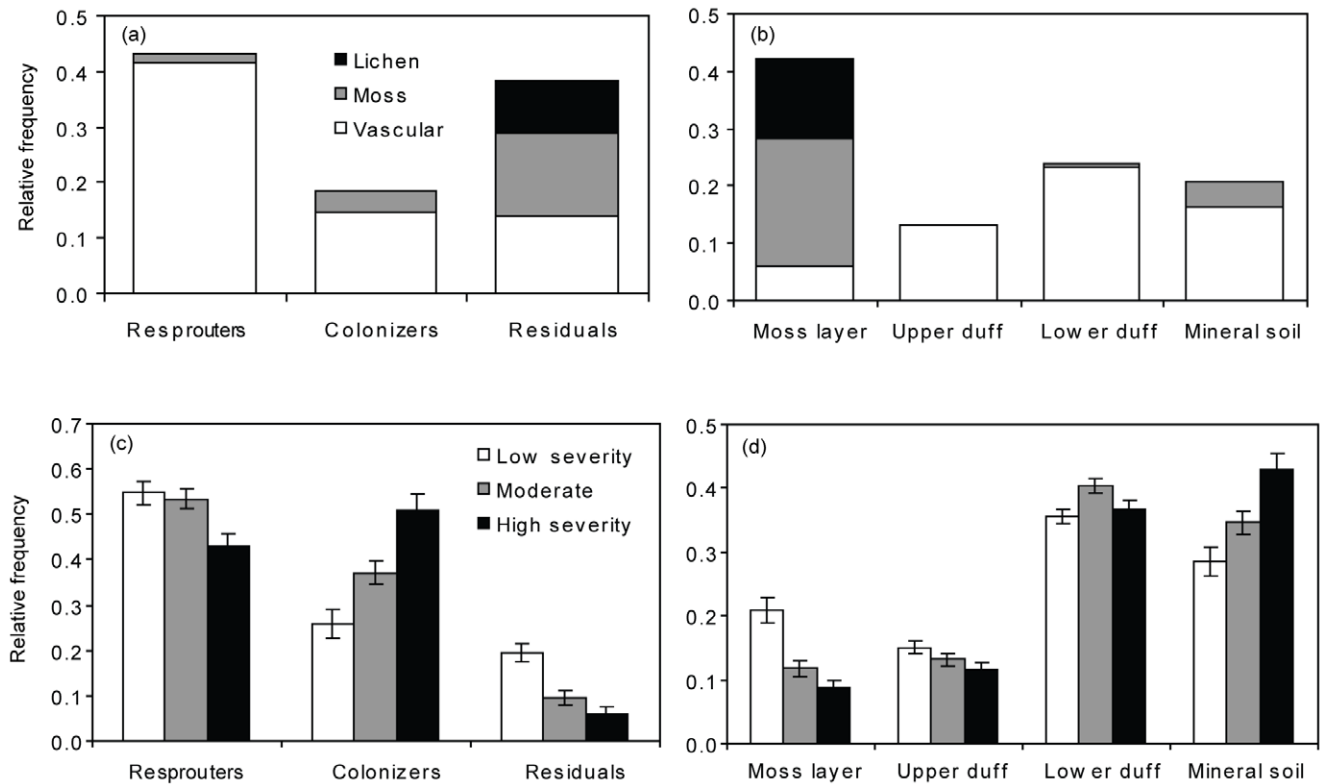 (a)
Lichen
Moss
Vascular
Relative frequency
0.5
0.4
0.3
0.2
0.1
0.0
Resprouters Colonizers Residuals
(b)
0.5
0.4
0.3
0.2
0.1
0.0
Moss layer Upper duff Lower duff Mineral soil
(c)
Low severity
Moderate
High severity
Relative frequency
0.7
0.6
0.5
0.4
0.3
0.2
0.1
0.0
Resprouters Colonizers Residuals
(d)
0.5
0.4
0.3
0.2
0.1
0.0
Moss layer Upper duff Lower duff Mineral soil